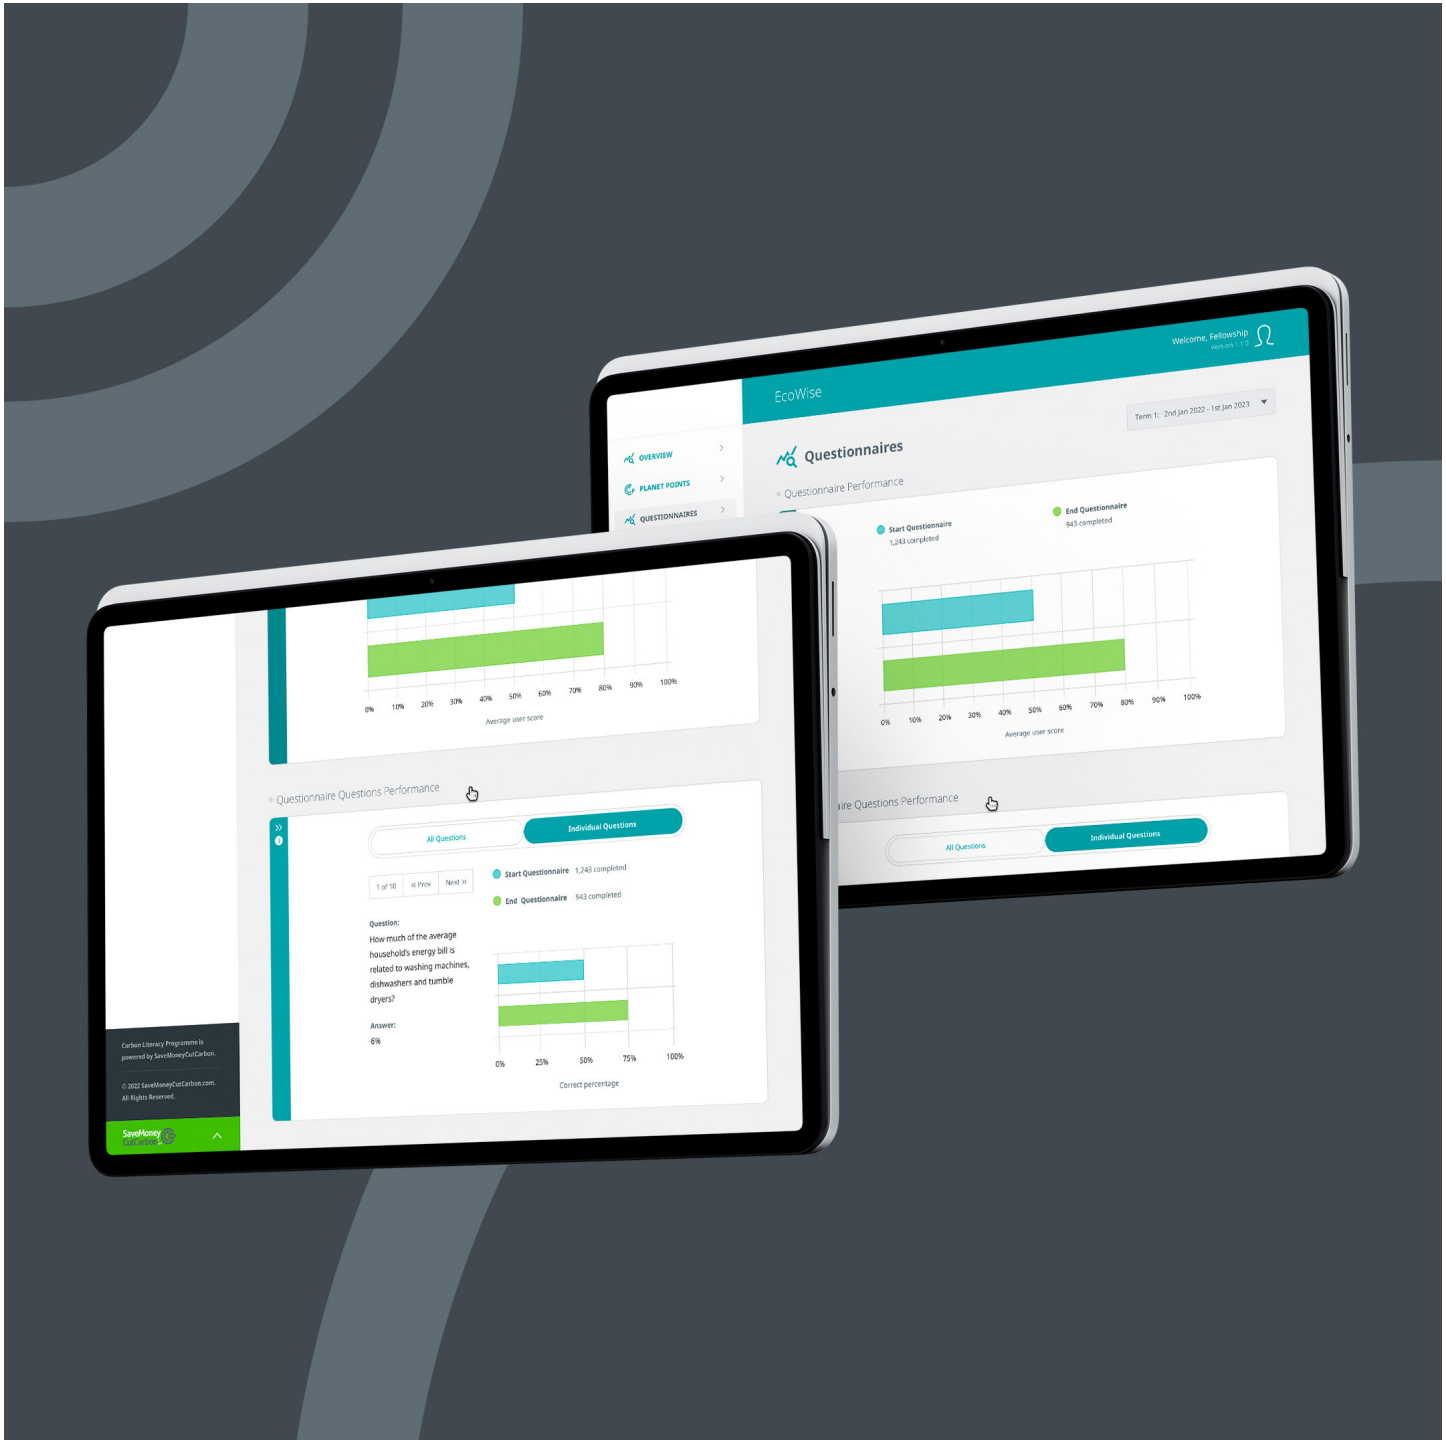 Welcome, Fellowship
Version 1.1.0
EcoWise
Term 1: 2nd Jan 2022 - 1st Jan 2023
OVERVIEW
PLANET POINTS
QUESTIONNAIRES
Questionnaires
Questionnaire Performance
Start Questionnaire
1,243 completed
End Questionnaire
943 completed
0% 10% 20% 30% 40% 50% 60% 70% 80% 90% 100%
Average user score
ire Questions Performance
All Questions
Individual Questions
0% 10% 20% 30% 40% 50% 60% 70% 80% 90% 100%
Average user score
Questionnaire Questions Performance
All Questions
Individual Questions
1 of 10 « Prev Next »
Start Questionnaire 1,243 completed
End Questionnaire 943 completed
Question:
How much of the average
household's energy bill is
related to washing machines,
dishwashers and tumble
dryers?
Answer:
6%
0% 25% 50% 75% 100%
Correct percentage
Carbon Literacy Programme is
powered by SaveMoneyCutCarbon.
© 2022 SaveMoneyCutCarbon.com.
All Rights Reserved.
SaveMoney
CutCarbon